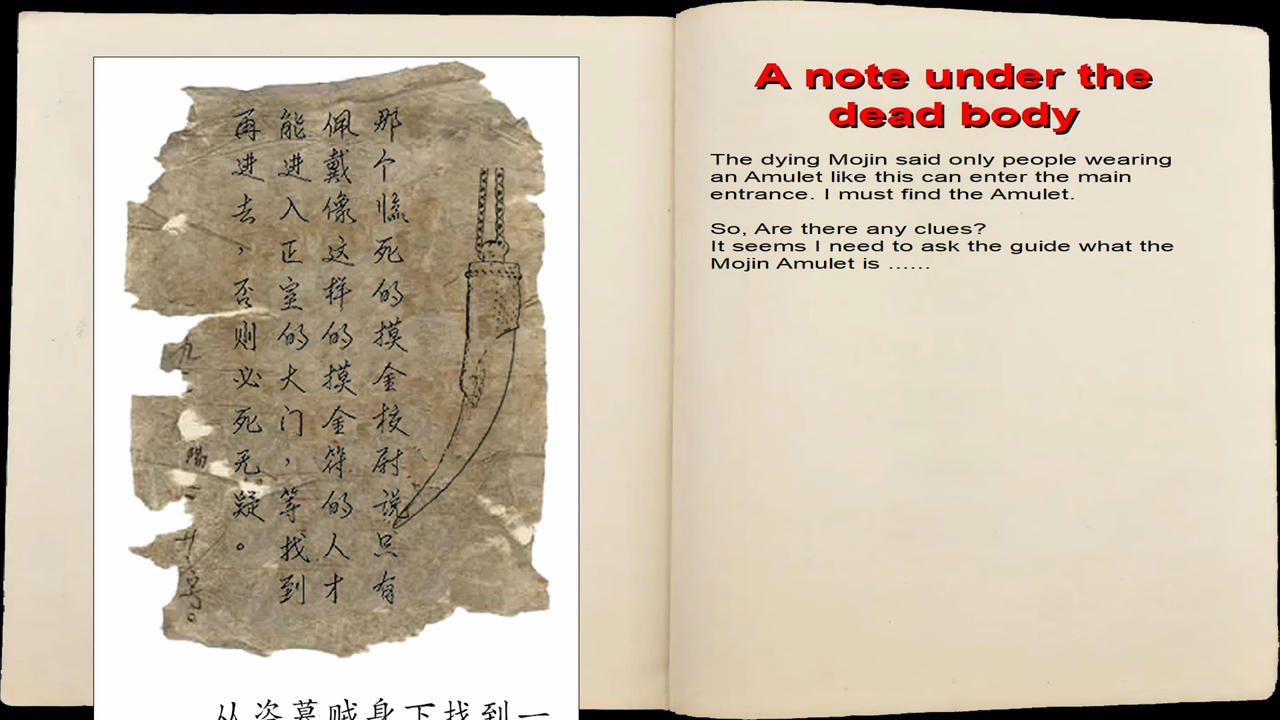 那个临死的摸金校尉说只有
佩戴像这样的摸金符的人才
能进入正室的大门，等找到
再进去，否则必死无疑。
从盗墓贼身下找到一
A note under the
dead body
The dying Mojin said only people wearing
an Amulet like this can enter the main
entrance. I must find the Amulet.
So, Are there any clues?
It seems I need to ask the guide what the
Mojin Amulet is ……